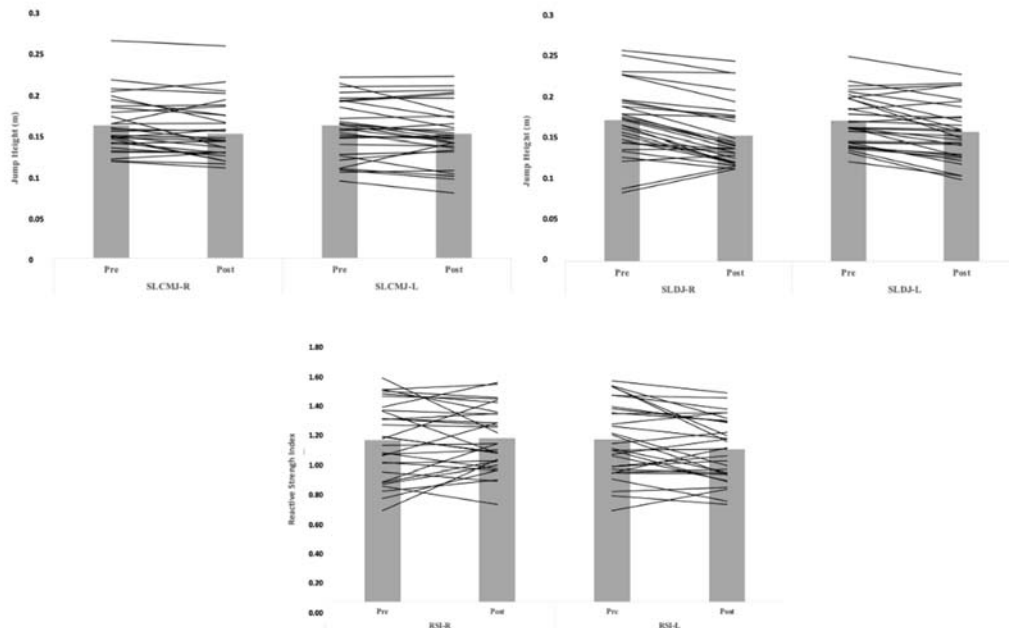 0.3
0.25
0.2
0.15
0.1
0.05
0
Jump Height (m)
Pre
Post
Pre
Post
SLCMJ-R
SLCMJ-L
0.3
0.25
0.2
0.15
0.1
0.05
0
Jump Height (m)
Pre
Post
Pre
Post
SLDJ-R
SLDJ-L
1.80
1.60
1.40
1.20
1.00
0.80
0.60
0.40
0.20
0.00
Reactive Strengh Index
Pre
Post
Pre
Post
RSI-R
RSI-L